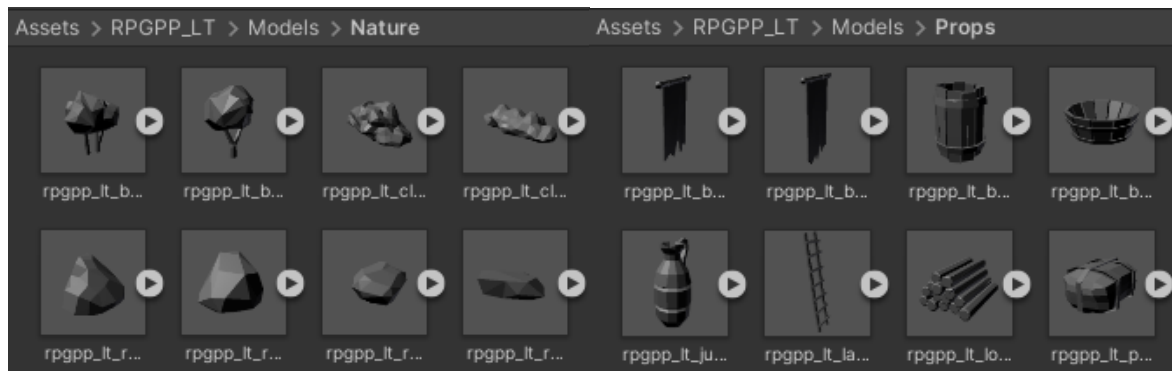 Assets > RPGPP_LT > Models > Nature
rpgpp_lt_b... rpgpp_lt_b... rpgpp_lt_cl... rpgpp_lt_cl...
rpgpp_lt_r... rpgpp_lt_r... rpgpp_lt_r... rpgpp_lt_r...
Assets > RPGPP_LT > Models > Props
rpgpp_lt_b... rpgpp_lt_b... rpgpp_lt_b... rpgpp_lt_b...
rpgpp_lt_ju... rpgpp_lt_la... rpgpp_lt_lo... rpgpp_lt_p...